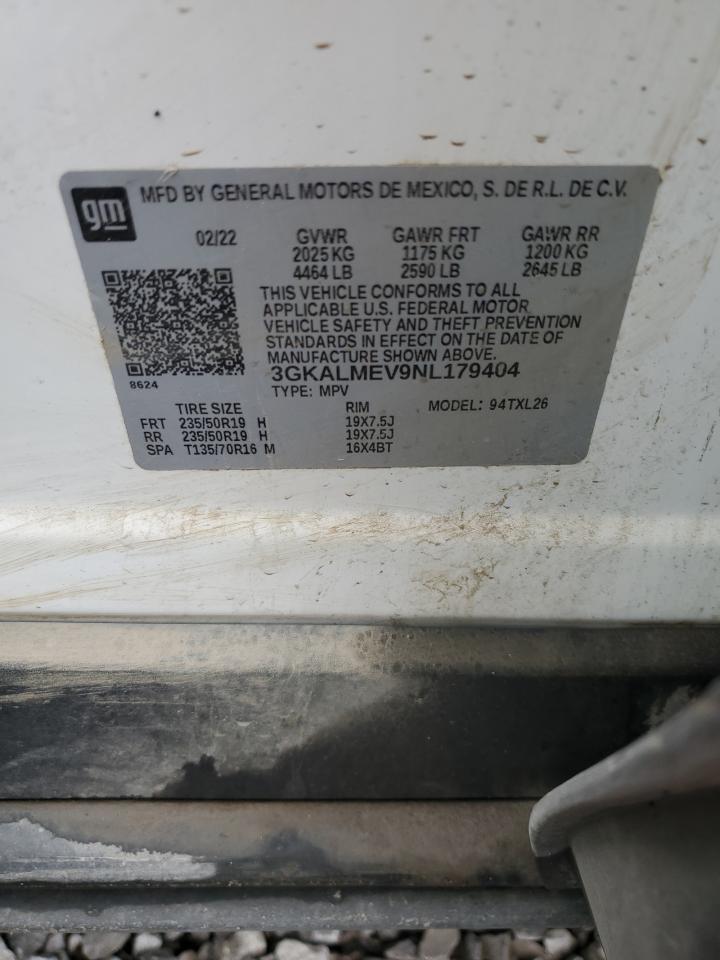 gm
MFD BY GENERAL MOTORS DE MEXICO, S. DE R.L. DE C.V.
02/22 GVWR GAWR FRT GAWR RR
2025 KG 1175 KG 1200 KG
4464 LB 2590 LB 2645 LB
THIS VEHICLE CONFORMS TO ALL
APPLICABLE U.S. FEDERAL MOTOR
VEHICLE SAFETY AND THEFT PREVENTION
STANDARDS IN EFFECT ON THE DATE OF
MANUFACTURE SHOWN ABOVE.
8624
3GKALMEV9NL179404
TYPE: MPV
TIRE SIZE RIM MODEL: 94TXL26
FRT 235/50R19 H 19X7.5J
RR 235/50R19 H 19X7.5J
SPA T135/70R16 M 16X4BT